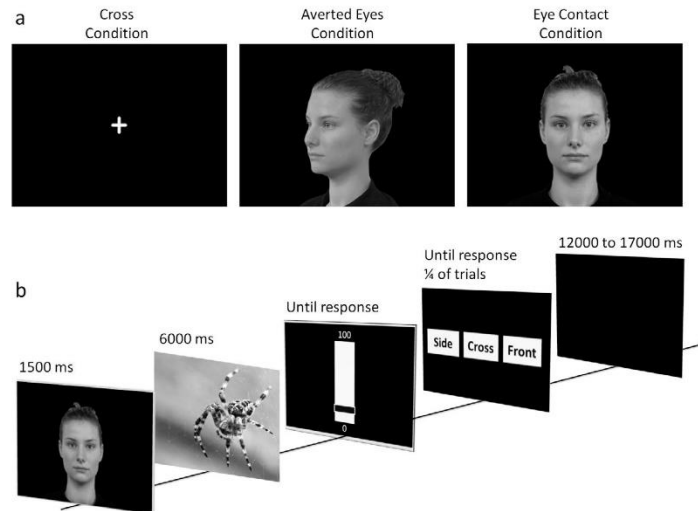 a
Cross
Condition
Averted Eyes
Condition
Eye Contact
Condition
b
1500 ms
6000 ms
Until response
100
0
Until response
¼ of trials
Side Cross Front
12000 to 17000 ms